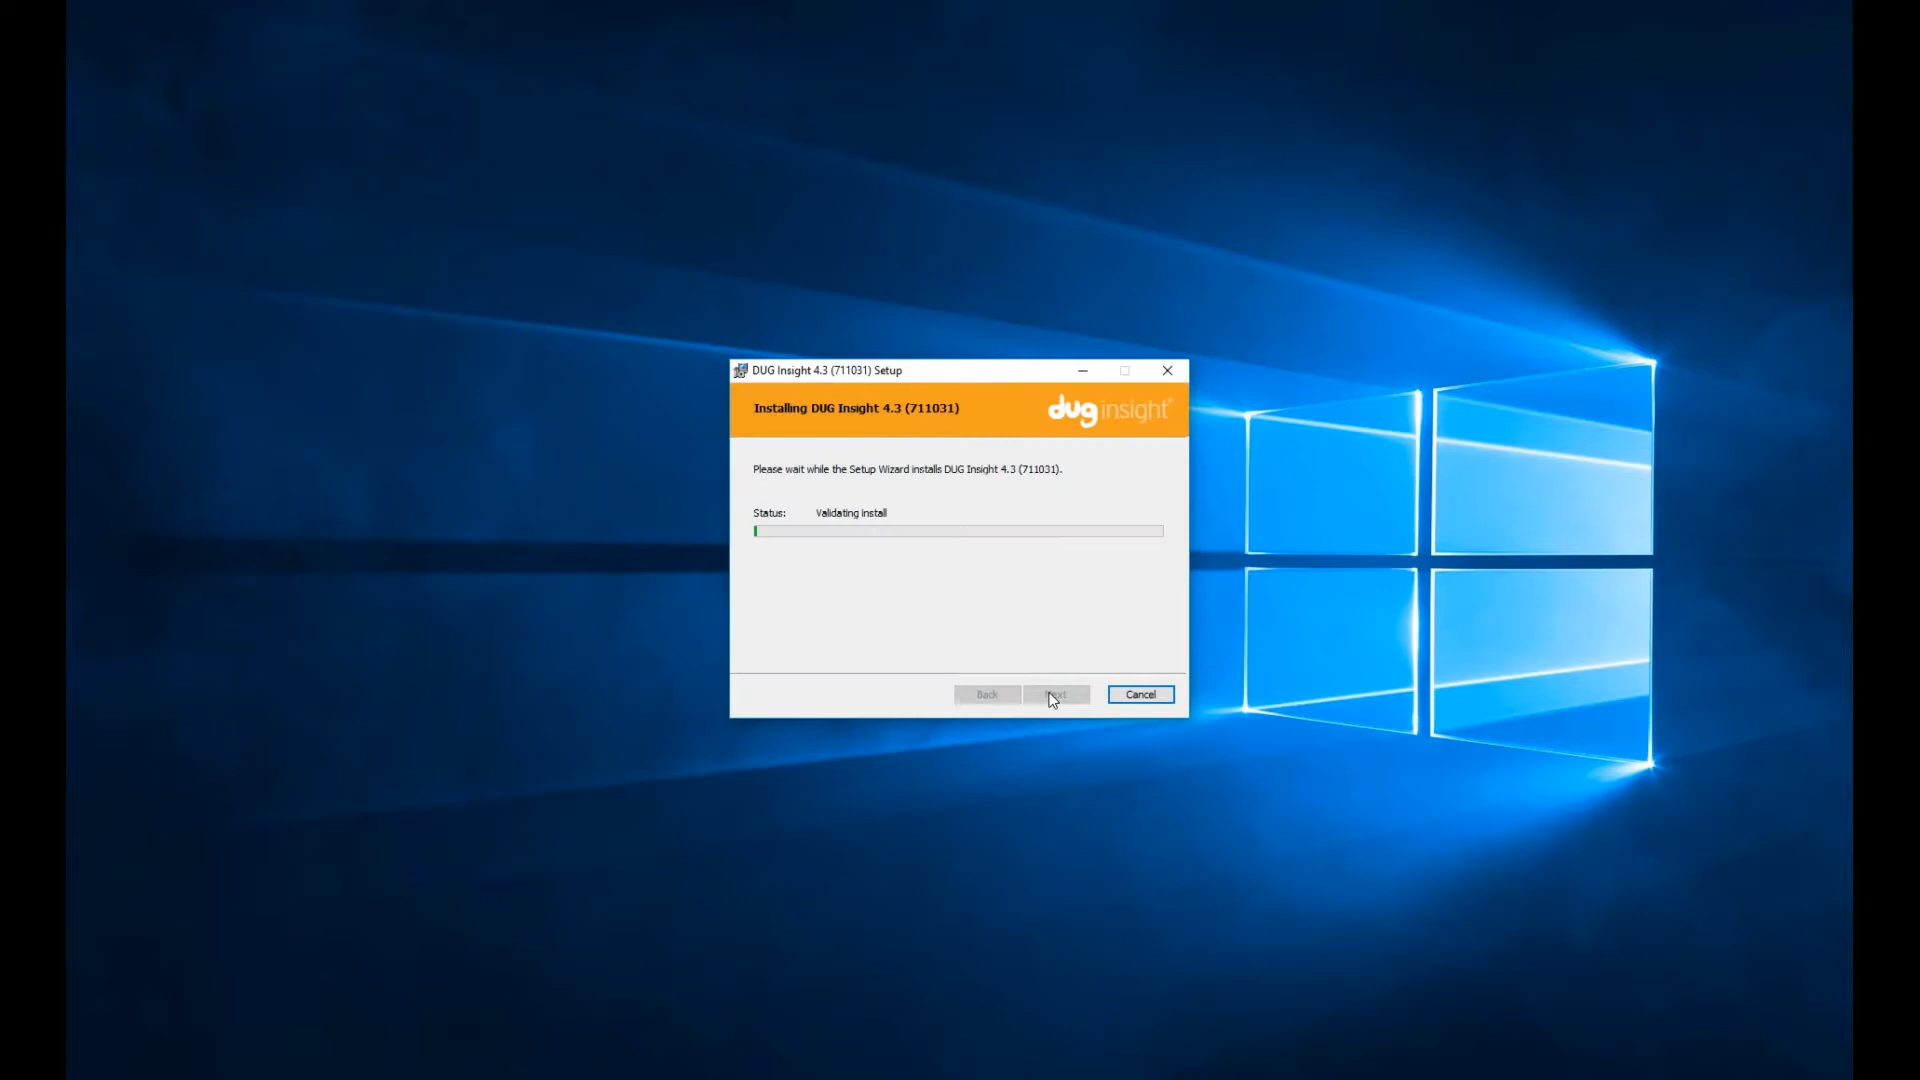 DUG Insight 4.3 (711031) Setup
Installing DUG Insight 4.3 (711031)
dug insight®
Please wait while the Setup Wizard installs DUG Insight 4.3 (711031).
Status: Validating install
Back
Cancel